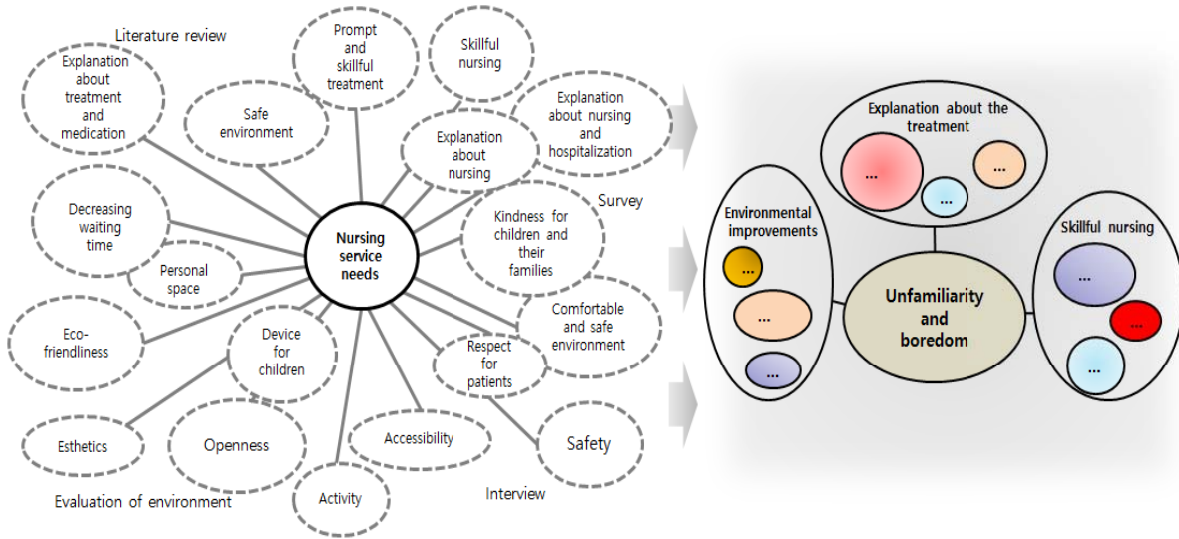 Literature review
Explanation
about
treatment
and
medication
Safe
environment
Prompt
and
skillful
treatment
Skillful
nursing
Explanation
about nursing
and
hospitalization
Explanation
about
nursing
Survey
Decreasing
waiting
time
Personal
space
Nursing
service
needs
Kindness for
children and
their
families
Eco-
friendliness
Device
for
children
Comfortable
and safe
environment
Respect
for
patients
Esthetics
Openness
Accessibility
Safety
Evaluation of environment
Activity
Interview
Explanation about the
treatment
...
...
...
Environmental
improvements
...
...
...
Unfamiliarity
and
boredom
Skillful nursing
...
...
...